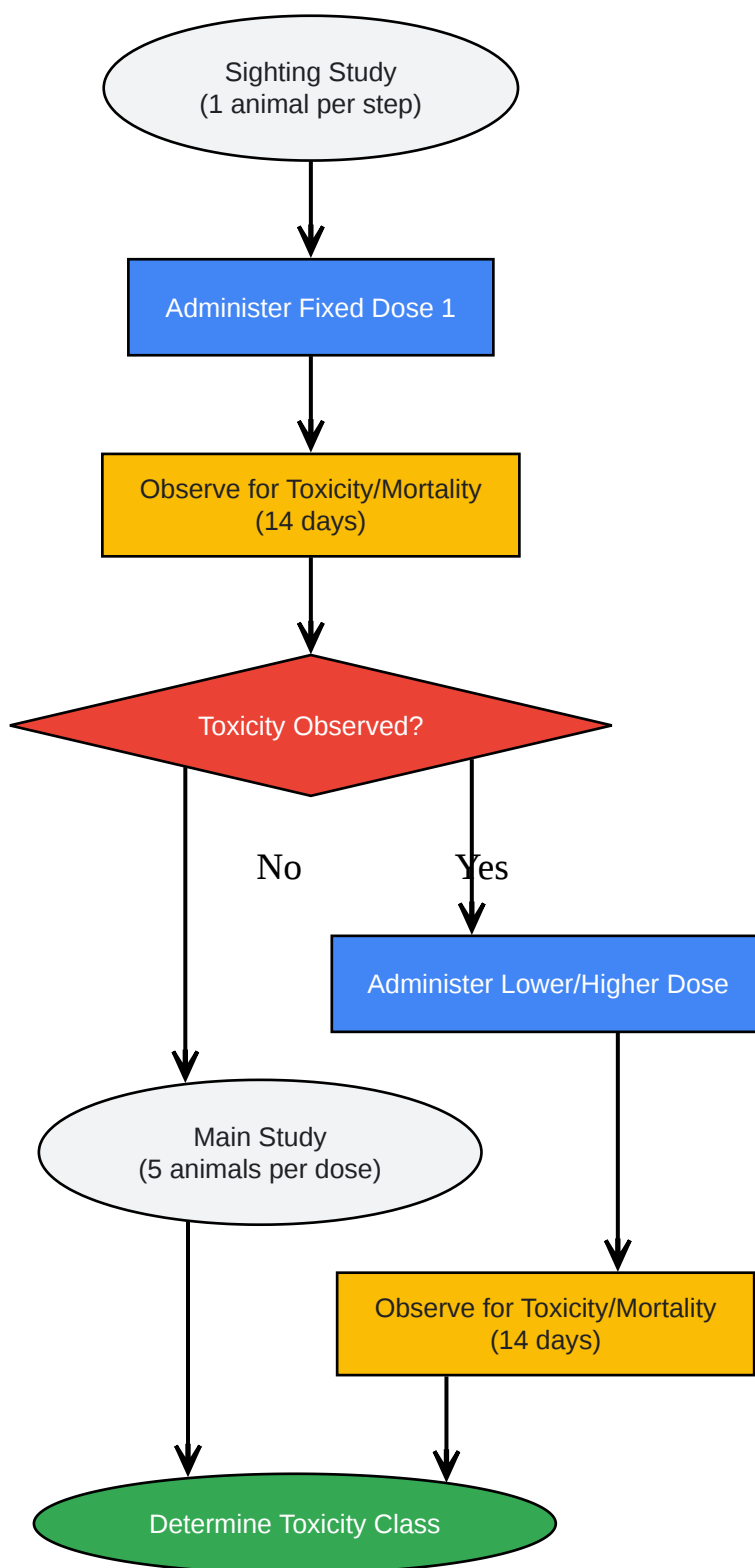 Sighting Study
(1 animal per step)
Administer Fixed Dose 1
Observe for Toxicity/Mortality
(14 days)
Toxicity Observed?
No
Yes
Administer Lower/Higher Dose
Main Study
(5 animals per dose)
Observe for Toxicity/Mortality
(14 days)
Determine Toxicity Class